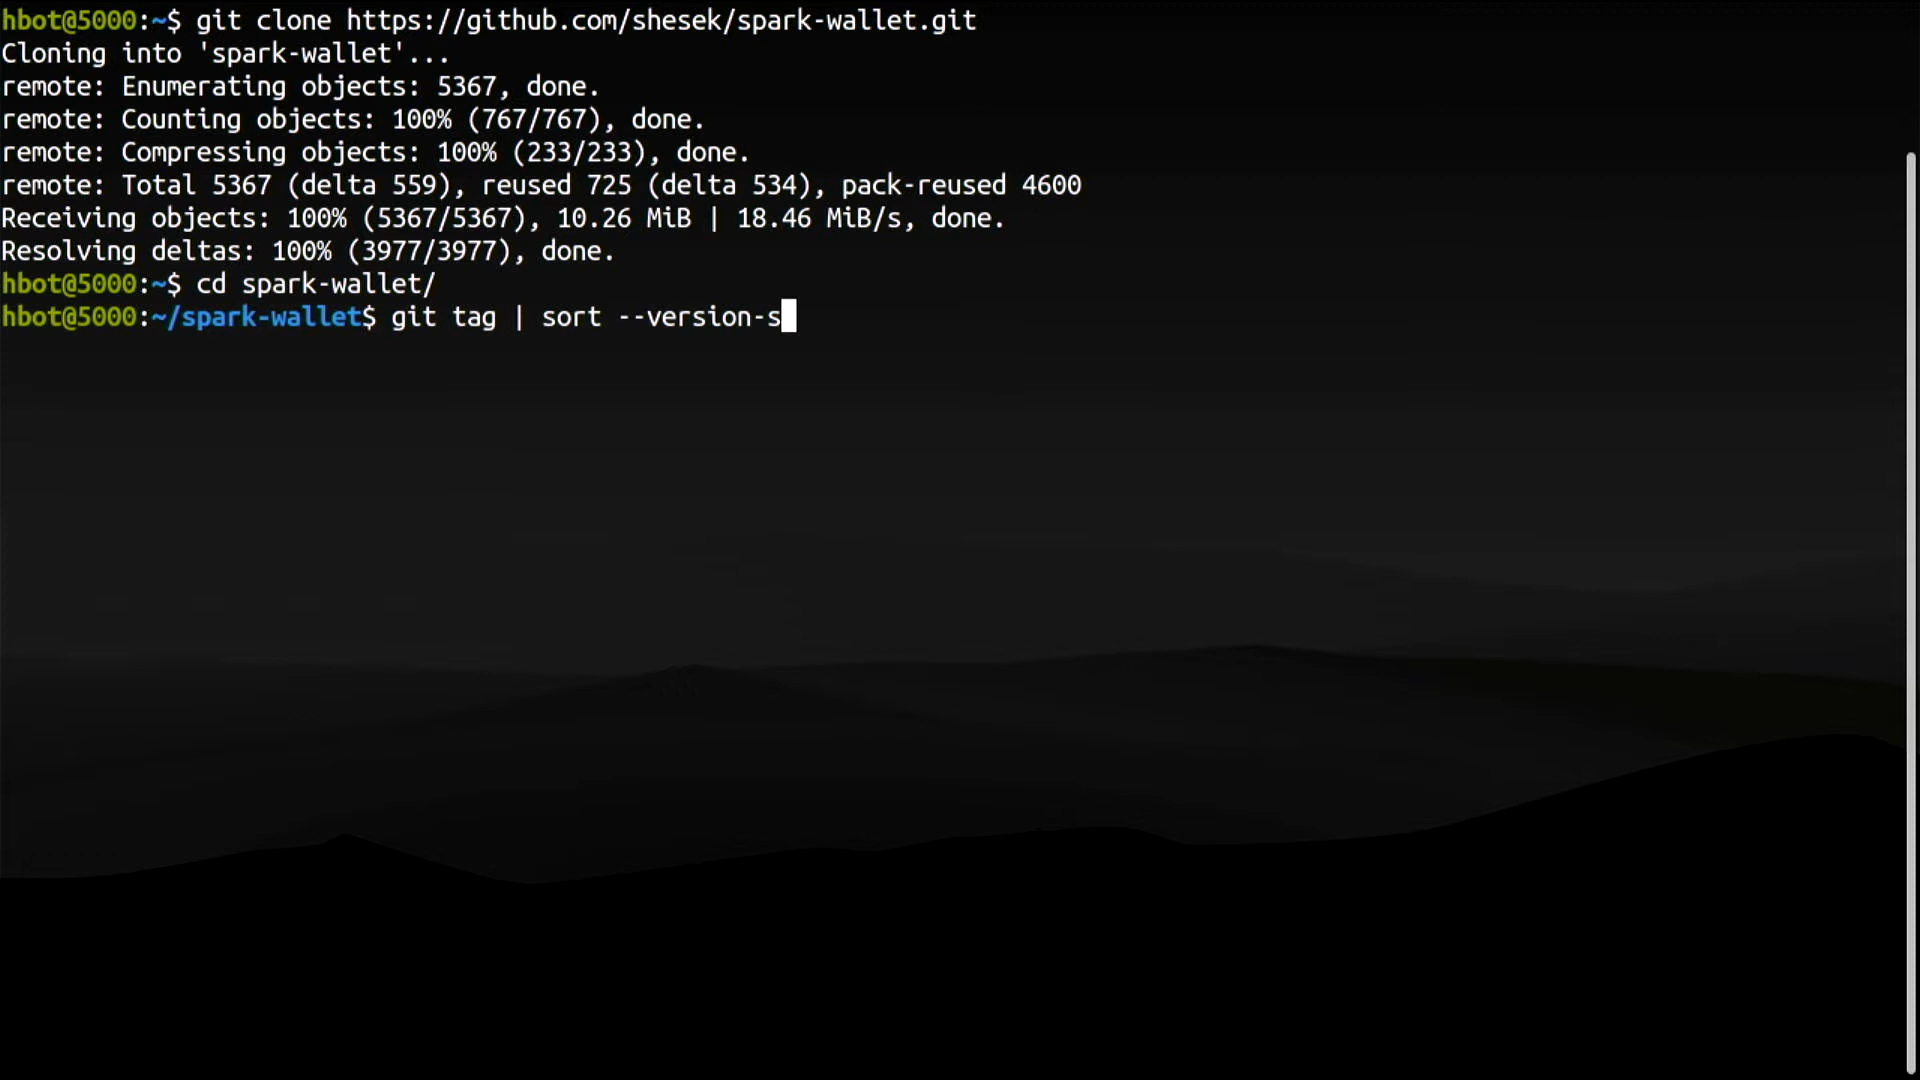 hbot@5000:~$ git clone https://github.com/shesek/spark-wallet.git
Cloning into 'spark-wallet'...
remote: Enumerating objects: 5367, done.
remote: Counting objects: 100% (767/767), done.
remote: Compressing objects: 100% (233/233), done.
remote: Total 5367 (delta 559), reused 725 (delta 534), pack-reused 4600
Receiving objects: 100% (5367/5367), 10.26 MiB | 18.46 MiB/s, done.
Resolving deltas: 100% (3977/3977), done.
hbot@5000:~$ cd spark-wallet/
hbot@5000:~/spark-wallet$ git tag | sort --version-s